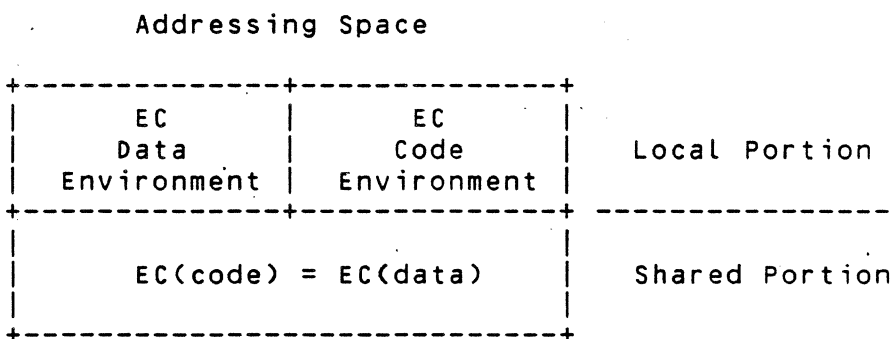 Addressing Space
EC EC
Data Code Local Portion
Environment Environment
EC(code) = EC(data) Shared Portion